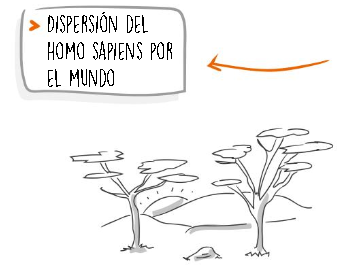 DISPERSIÓN DEL
HOMO SAPIENS POR
EL MUNDO